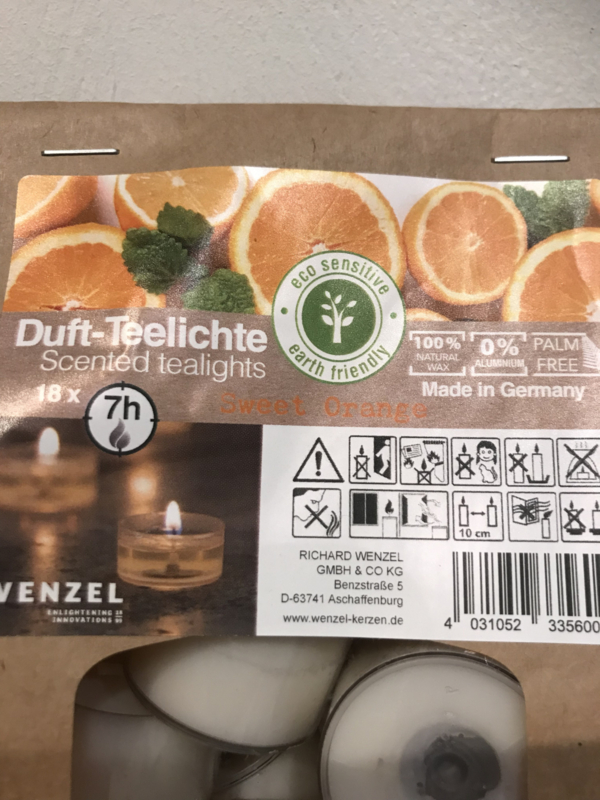 eco sensitive
earth friendly
Duft-Teelichte
Scented tealights
18 x 7h
100% NATURAL WAX
0% ALUMINIUM
PALM FREE
Made in Germany
Sweet Orange
10 cm
WENZEL
ENLIGHTENING
INNOVATIONS
RICHARD WENZEL
GMBH & CO KG
Benzstraße 5
D-63741 Aschaffenburg
www.wenzel-kerzen.de
4 031052 335600